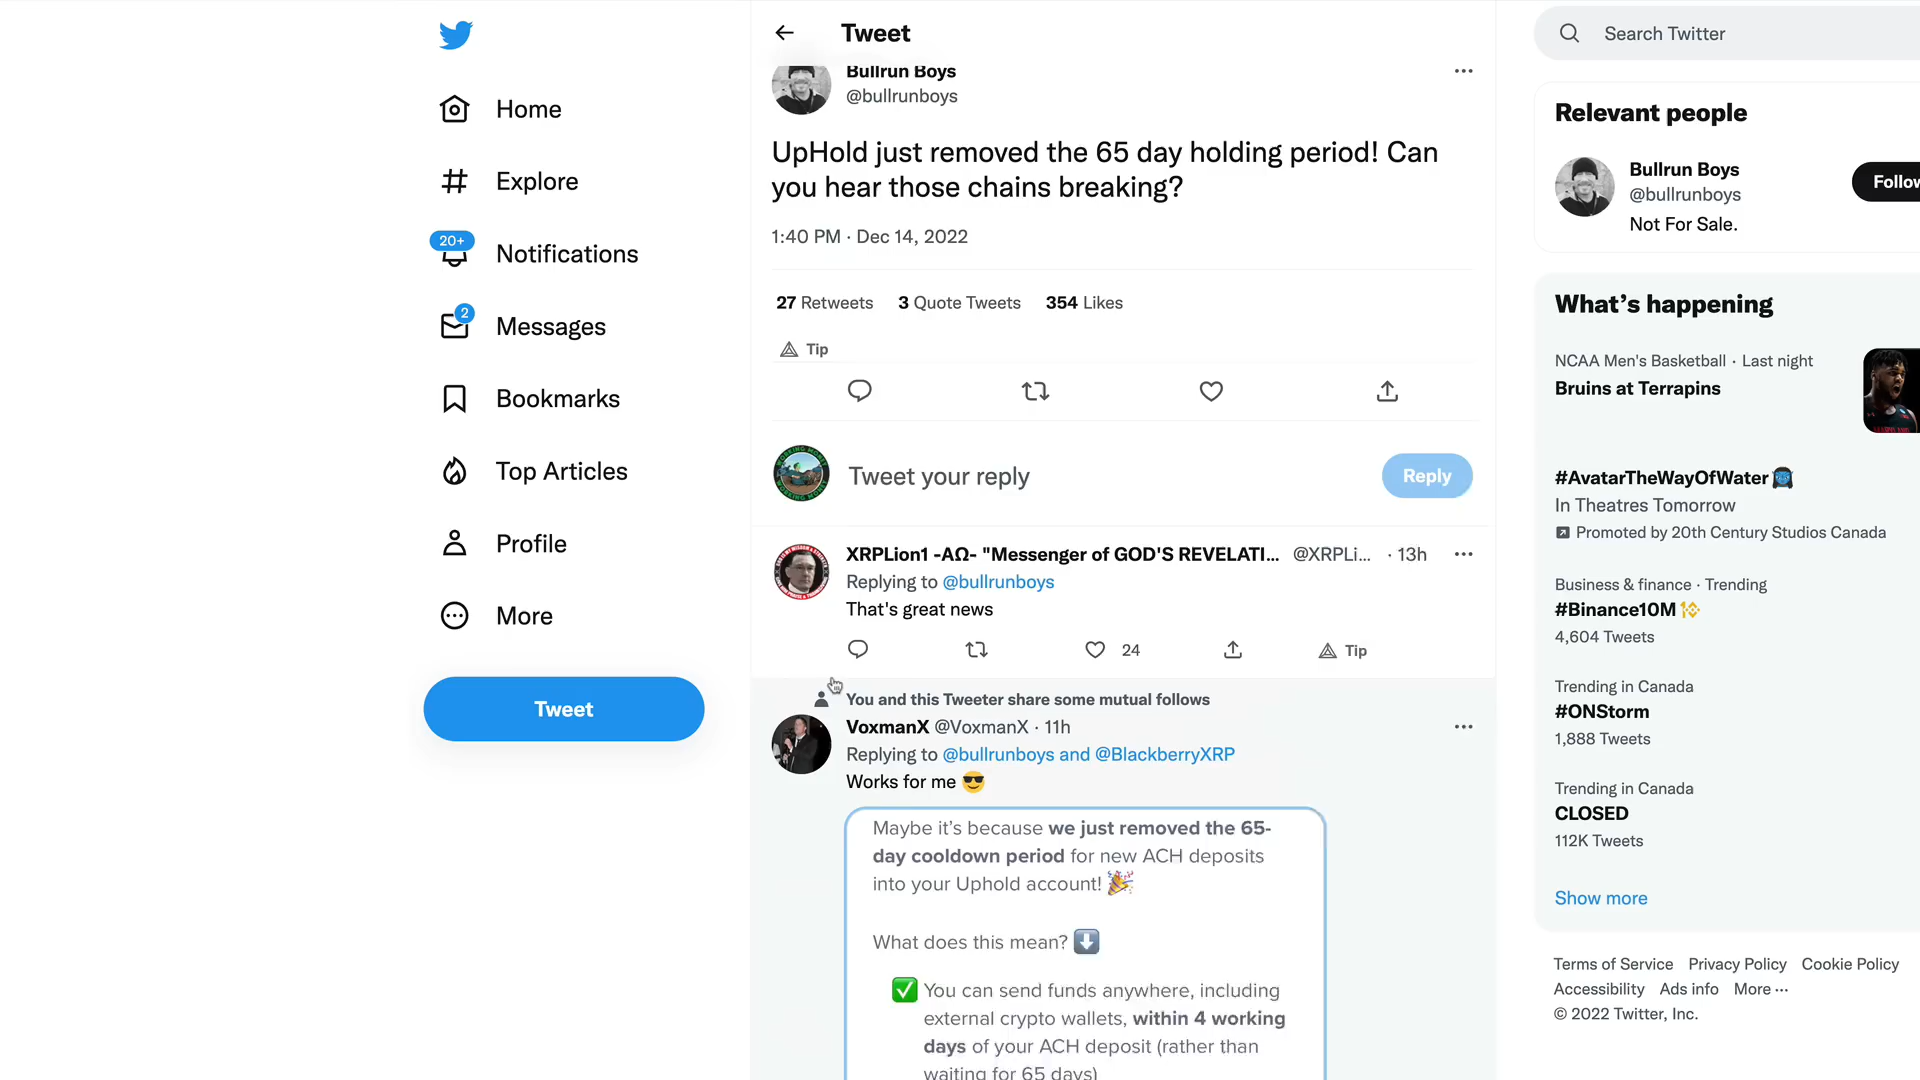 Home
Explore
20+
Notifications
2
Messages
Bookmarks
Top Articles
Profile
More
Tweet
Tweet
Bullrun Boys
@bullrunboys
UpHold just removed the 65 day holding period! Can
you hear those chains breaking?
1:40 PM · Dec 14, 2022
27 Retweets 3 Quote Tweets 354 Likes
Tip
Tweet your reply
Reply
XRPLion1 -ΑΩ- "Messenger of GOD'S REVELATI... @XRPLi... · 13h
Replying to @bullrunboys
That's great news
24
Tip
You and this Tweeter share some mutual follows
VoxmanX @VoxmanX · 11h
Replying to @bullrunboys and @BlackberryXRP
Works for me 😎
Maybe it's because we just removed the 65-
day cooldown period for new ACH deposits
into your Uphold account! 🎉
What does this mean? ⬇️
✅ You can send funds anywhere, including
external crypto wallets, within 4 working
days of your ACH deposit (rather than
waiting for 65 days)
Search Twitter
Relevant people
Bullrun Boys
@bullrunboys
Follow
Not For Sale.
What's happening
NCAA Men's Basketball · Last night
Bruins at Terrapins
#AvatarTheWayOfWater
In Theatres Tomorrow
Promoted by 20th Century Studios Canada
Business & finance · Trending
#Binance10M
4,604 Tweets
Trending in Canada
#ONStorm
1,888 Tweets
Trending in Canada
CLOSED
112K Tweets
Show more
Terms of Service Privacy Policy Cookie Policy
Accessibility Ads info More ···
© 2022 Twitter, Inc.